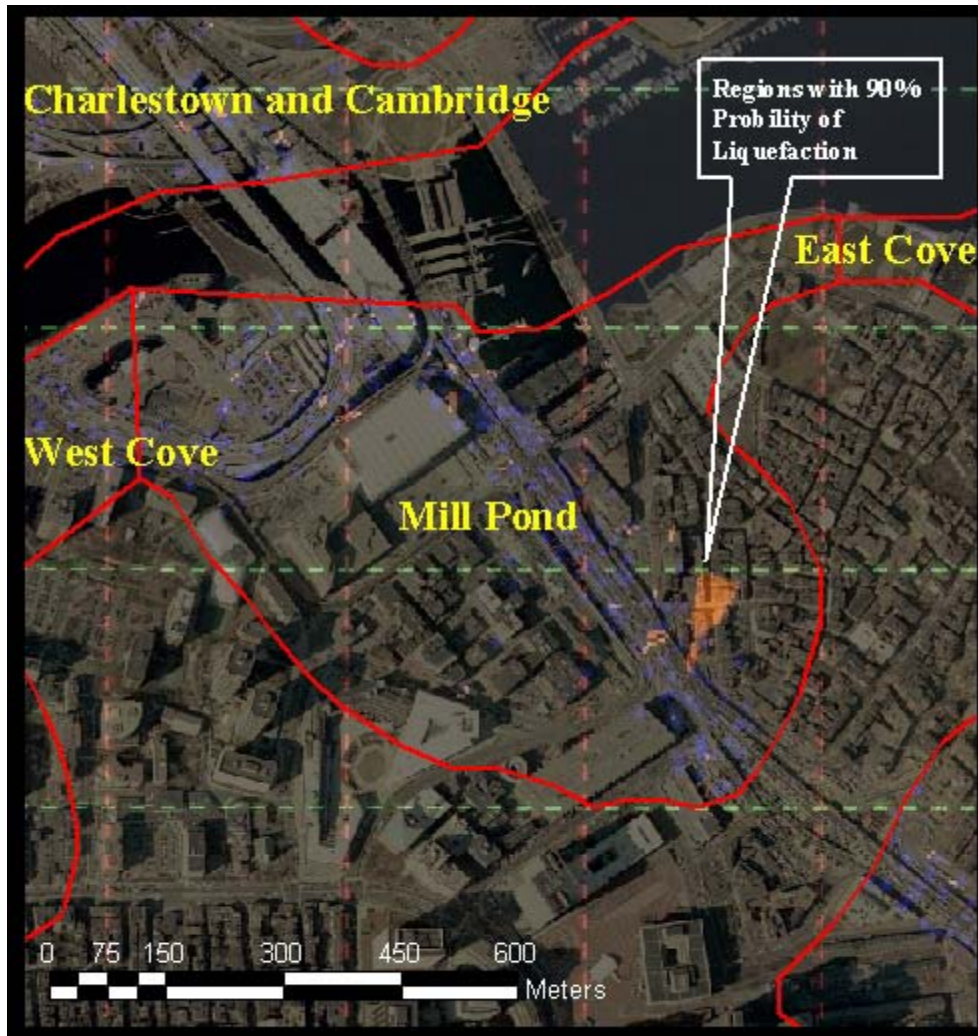 Charlestown and Cambridge
Regions with 90%
Probility of
Liquefaction
East Cove
West Cove
Mill Pond
0 75 150 300 450 600
Meters